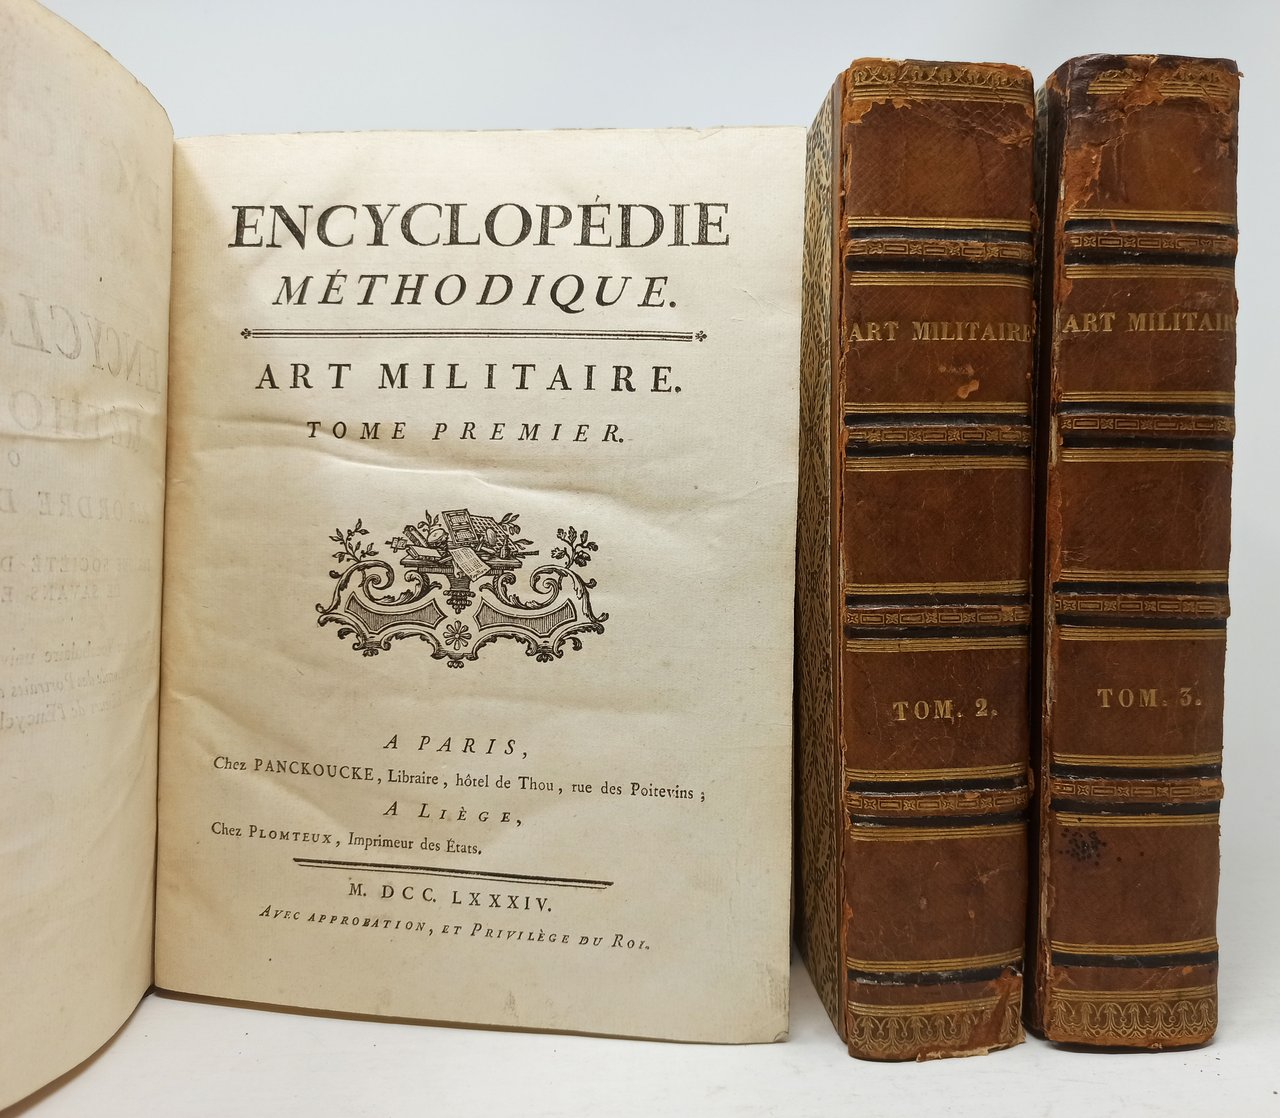 ENCYCLOPÉDIE
MÉTHODIQUE.
ART MILITAIRE.
TOME PREMIER.
A PARIS,
Chez PANCKOUCKE, Libraire, hôtel de Thou, rue des Poitevins;
A LIÈGE,
Chez PLOMTEUX, Imprimeur des États.
M. DCC. LXXXIV.
AVEC APPROBATION, ET PRIVILÈGE DU ROI.
ART MILITAIRE
TOM. 2.
ART MILITAIR
TOM. 3.